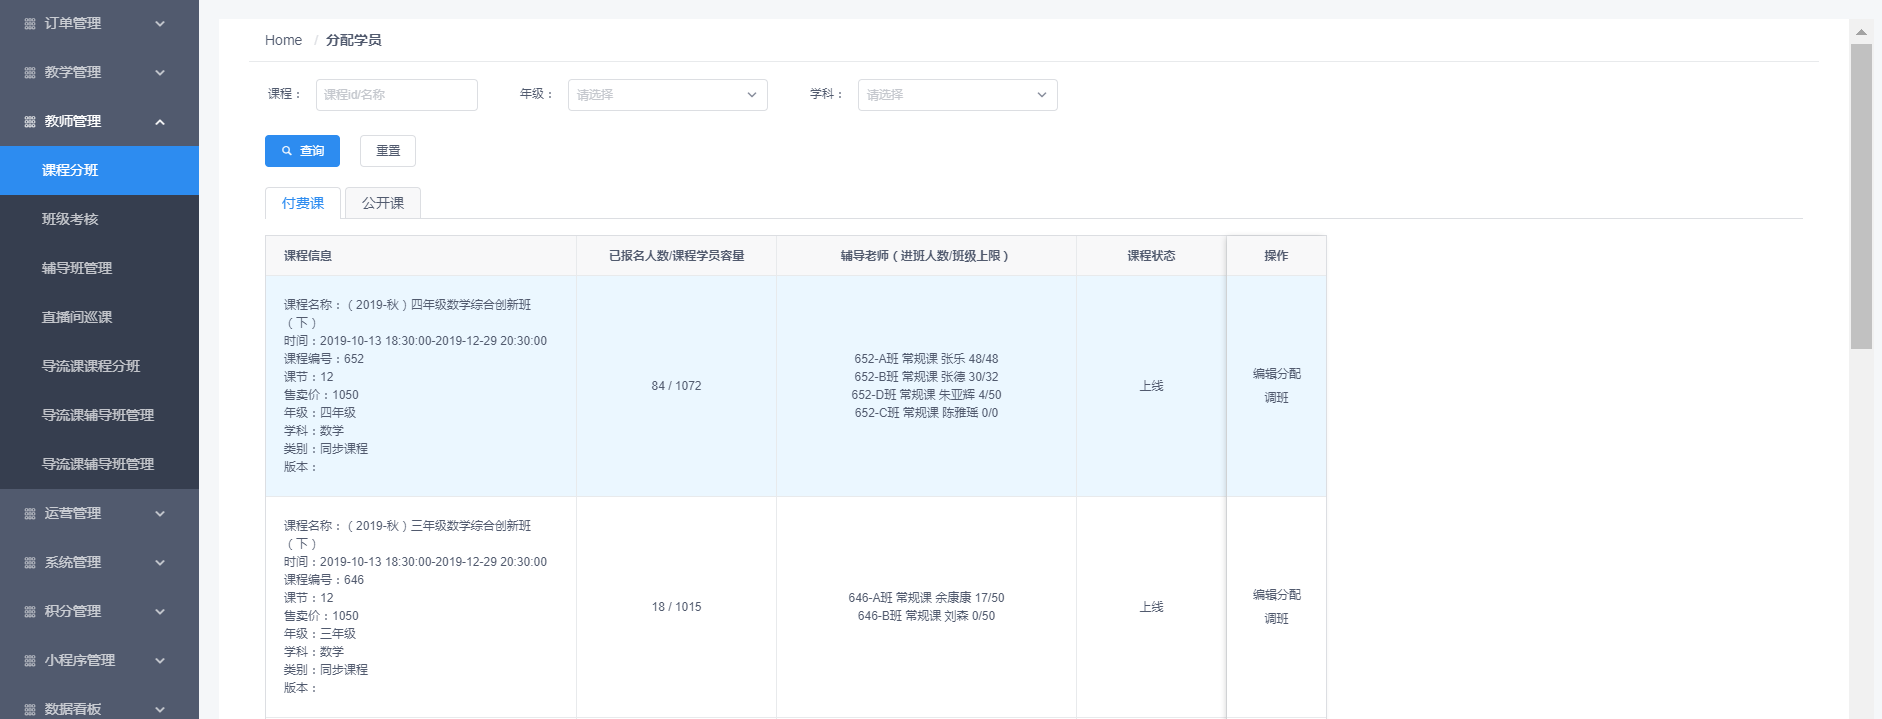 订单管理
教学管理
教师管理
课程分班
班级考核
辅导班管理
直播间巡课
导流课课程分班
导流课辅导班管理
导流课辅导班管理
运营管理
系统管理
积分管理
小程序管理
数据看板
Home / 分配学员
课程： 课程id/名称 年级： 请选择 学科： 请选择
查询 重置
付费课 公开课
课程信息 已报名人数/课程学员容量 辅导老师（进班人数/班级上限） 课程状态 操作
课程名称：（2019-秋）四年级数学综合创新班
（下）
时间：2019-10-13 18:30:00-2019-12-29 20:30:00
课程编号：652
课节：12
售卖价：1050
年级：四年级
学科：数学
类别：同步课程
版本：
84 / 1072
652-A班 常规课 张乐 48/48
652-B班 常规课 张德 30/32
652-D班 常规课 朱亚辉 4/50
652-C班 常规课 陈雅瑶 0/0
上线
编辑分配
调班
课程名称：（2019-秋）三年级数学综合创新班
（下）
时间：2019-10-13 18:30:00-2019-12-29 20:30:00
课程编号：646
课节：12
售卖价：1050
年级：三年级
学科：数学
类别：同步课程
版本：
18 / 1015
646-A班 常规课 余康康 17/50
646-B班 常规课 刘森 0/50
上线
编辑分配
调班